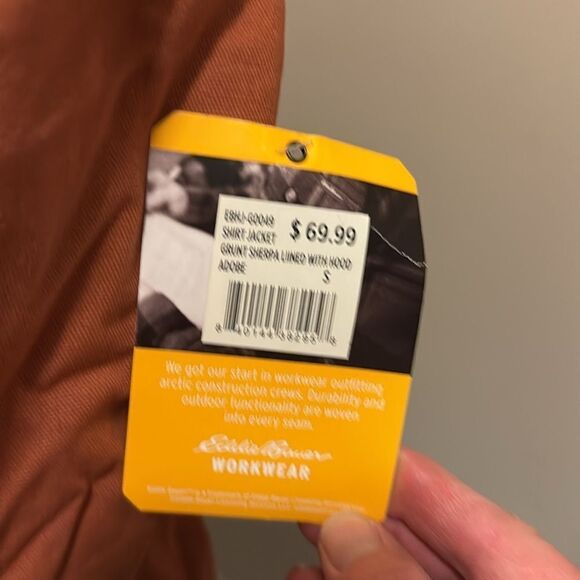 EBHJ-G0049
SHIRT JACKET $69.99
GRUNT SHERPA LINED WITH HOOD
ADOBE S
We got our start in workwear outfitting
arctic construction crews. Durability and
outdoor functionality are woven
into every seam.
Eddie Bauer
WORKWEAR